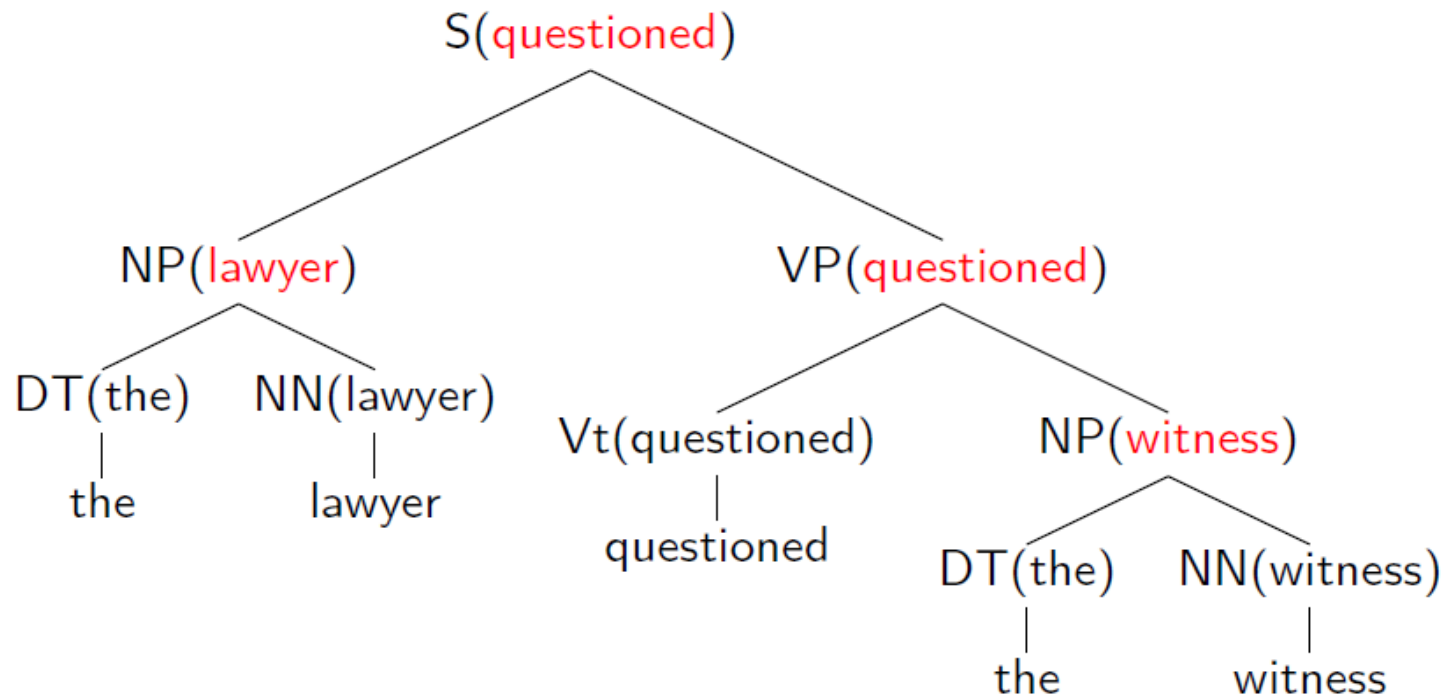 S(questioned)
NP(lawyer) VP(questioned)
DT(the) NN(lawyer)
Vt(questioned) NP(witness)
the lawyer
questioned
DT(the) NN(witness)
the witness